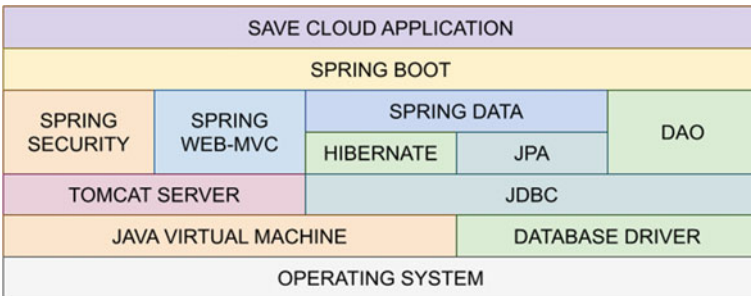 SAVE CLOUD APPLICATION
SPRING BOOT
SPRING
SECURITY
SPRING
WEB-MVC
SPRING DATA
DAO
HIBERNATE
JPA
TOMCAT SERVER
JDBC
JAVA VIRTUAL MACHINE
DATABASE DRIVER
OPERATING SYSTEM